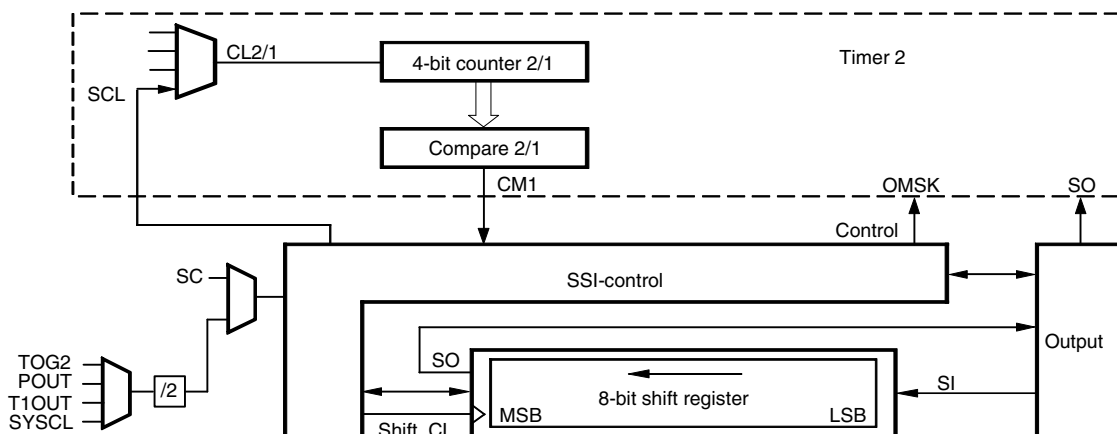 CL2/1
4-bit counter 2/1
Timer 2
SCL
Compare 2/1
CM1
OMSK
SO
Control
SC
SSI-control
TOG2
POUT
T1OUT
SYSCL
/2
SO
Output
8-bit shift register
SI
MSB
LSB
Shift_CL